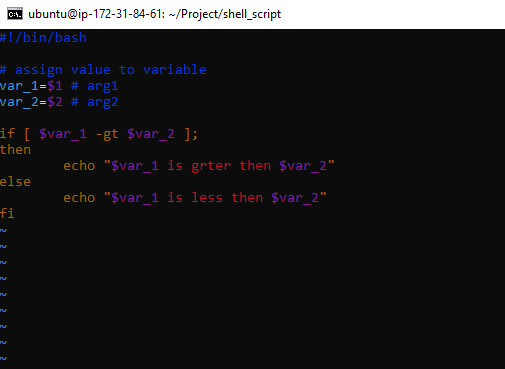 ubuntu@ip-172-31-84-61: ~/Project/shell_script
#!/bin/bash
# assign value to variable
var_1=$1 # arg1
var_2=$2 # arg2
if [ $var_1 -gt $var_2 ];
then
echo "$var_1 is grter then $var_2"
else
echo "$var_1 is less then $var_2"
fi
~
~
~
~
~
~
~
~
~